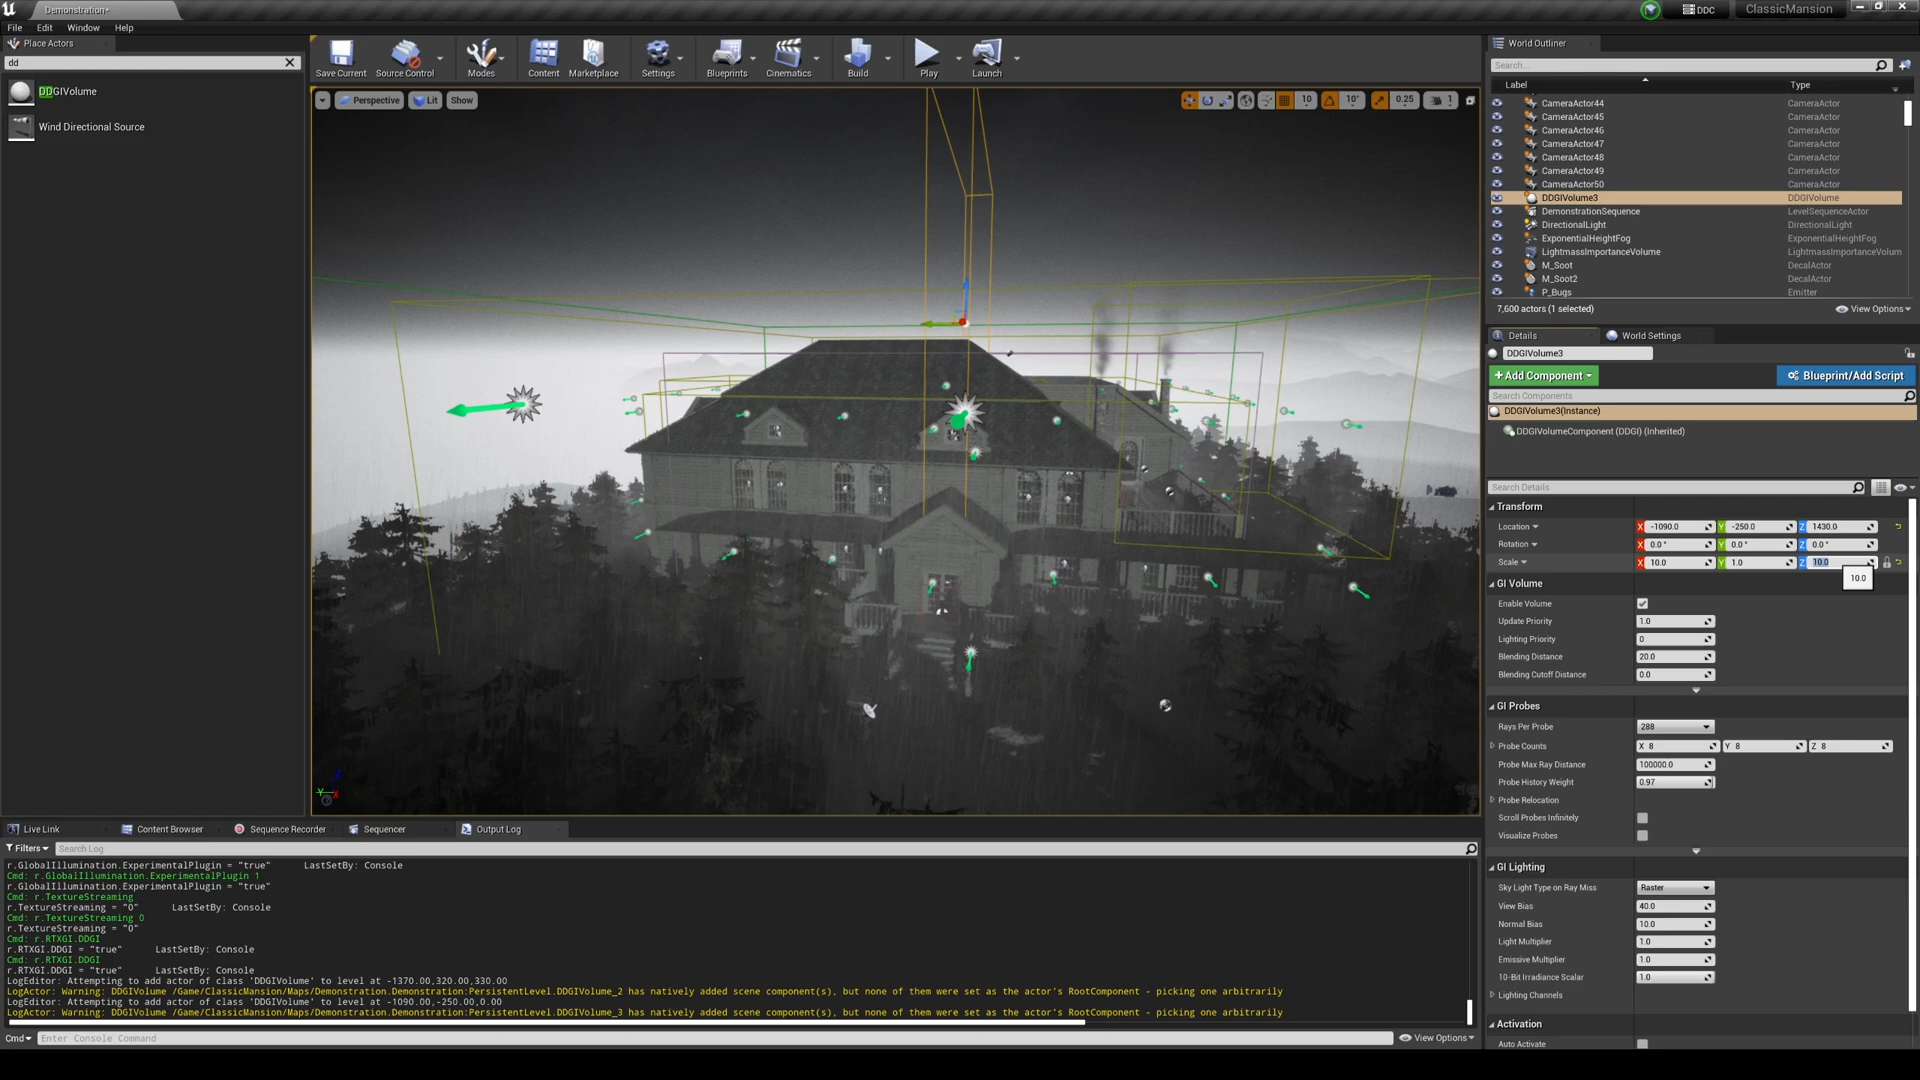 Demonstration*
DDC
ClassicMansion
File Edit Window Help
Place Actors
dd
DDGIVolume
Wind Directional Source
Save Current
Source Control
Modes
Content
Marketplace
Settings
Blueprints
Cinematics
Build
Play
Launch
Perspective
Lit
Show
10
10°
0.25
1
World Outliner
Search...
Label Type
CameraActor44 CameraActor
CameraActor45 CameraActor
CameraActor46 CameraActor
CameraActor47 CameraActor
CameraActor48 CameraActor
CameraActor49 CameraActor
CameraActor50 CameraActor
DDGIVolume3 DDGIVolume
DemonstrationSequence LevelSequenceActor
DirectionalLight DirectionalLight
ExponentialHeightFog ExponentialHeightFog
LightmassImportanceVolume LightmassImportanceVolum
M_Soot DecalActor
M_Soot2 DecalActor
P_Bugs Emitter
7,600 actors (1 selected) View Options
Details
World Settings
DDGIVolume3
+Add Component
Blueprint/Add Script
Search Components
DDGIVolume3(Instance)
DDGIVolumeComponent (DDGI) (Inherited)
Search Details
Transform
Location X -1090.0 Y -250.0 Z 1430.0
Rotation X 0.0° Y 0.0° Z 0.0°
Scale X 10.0 Y 1.0 Z 10.0
10.0
GI Volume
Enable Volume
Update Priority 1.0
Lighting Priority 0
Blending Distance 20.0
Blending Cutoff Distance 0.0
GI Probes
Rays Per Probe 288
Probe Counts X 8 Y 8 Z 8
Probe Max Ray Distance 100000.0
Probe History Weight 0.97
Probe Relocation
Scroll Probes Infinitely
Visualize Probes
GI Lighting
Sky Light Type on Ray Miss Raster
View Bias 40.0
Normal Bias 10.0
Light Multiplier 1.0
Emissive Multiplier 1.0
10-Bit Irradiance Scalar 1.0
Lighting Channels
Activation
Auto Activate
Live Link
Content Browser
Sequence Recorder
Sequencer
Output Log
Filters
Search Log
r.GlobalIllumination.ExperimentalPlugin = "true" LastSetBy: Console
Cmd: r.GlobalIllumination.ExperimentalPlugin 1
r.GlobalIllumination.ExperimentalPlugin = "true"
Cmd: r.TextureStreaming
r.TextureStreaming = "0" LastSetBy: Console
Cmd: r.TextureStreaming 0
r.TextureStreaming = "0"
Cmd: r.RTXGI.DDGI
r.RTXGI.DDGI = "true" LastSetBy: Console
Cmd: r.RTXGI.DDGI
r.RTXGI.DDGI = "true" LastSetBy: Console
LogEditor: Attempting to add actor of class 'DDGIVolume' to level at -1370.00,320.00,330.00
LogActor: Warning: DDGIVolume /Game/ClassicMansion/Maps/Demonstration.Demonstration:PersistentLevel.DDGIVolume_2 has natively added scene component(s), but none of them were set as the actor's RootComponent - picking one arbitrarily
LogEditor: Attempting to add actor of class 'DDGIVolume' to level at -1090.00,-250.00,0.00
LogActor: Warning: DDGIVolume /Game/ClassicMansion/Maps/Demonstration.Demonstration:PersistentLevel.DDGIVolume_3 has natively added scene component(s), but none of them were set as the actor's RootComponent - picking one arbitrarily
Cmd
Enter Console Command
View Options